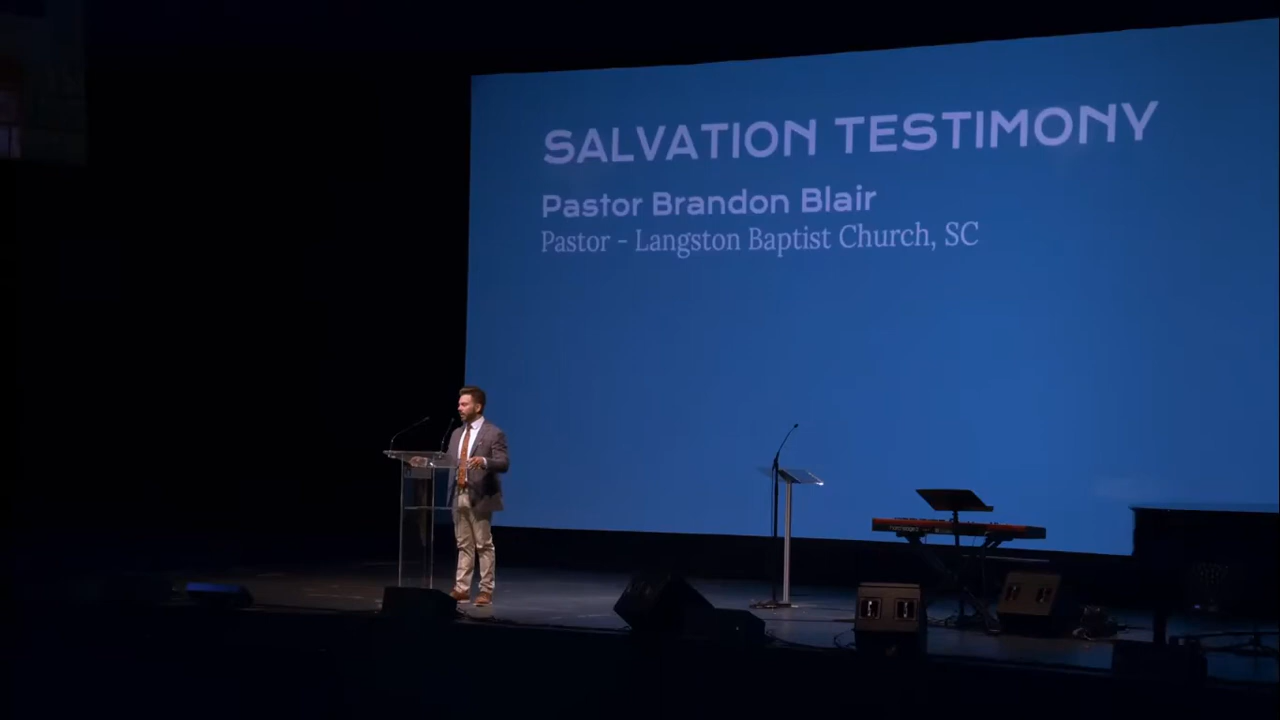 SALVATION TESTIMONY
Pastor Brandon Blair
Pastor - Langston Baptist Church, SC